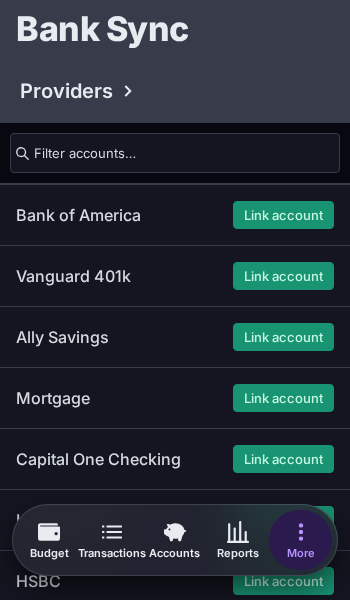 Bank Sync
Providers
Filter accounts...
Bank of America Link account
Vanguard 401k Link account
Ally Savings Link account
Mortgage Link account
Capital One Checking Link account
Budget Transactions Accounts Reports More
HSBC Link account